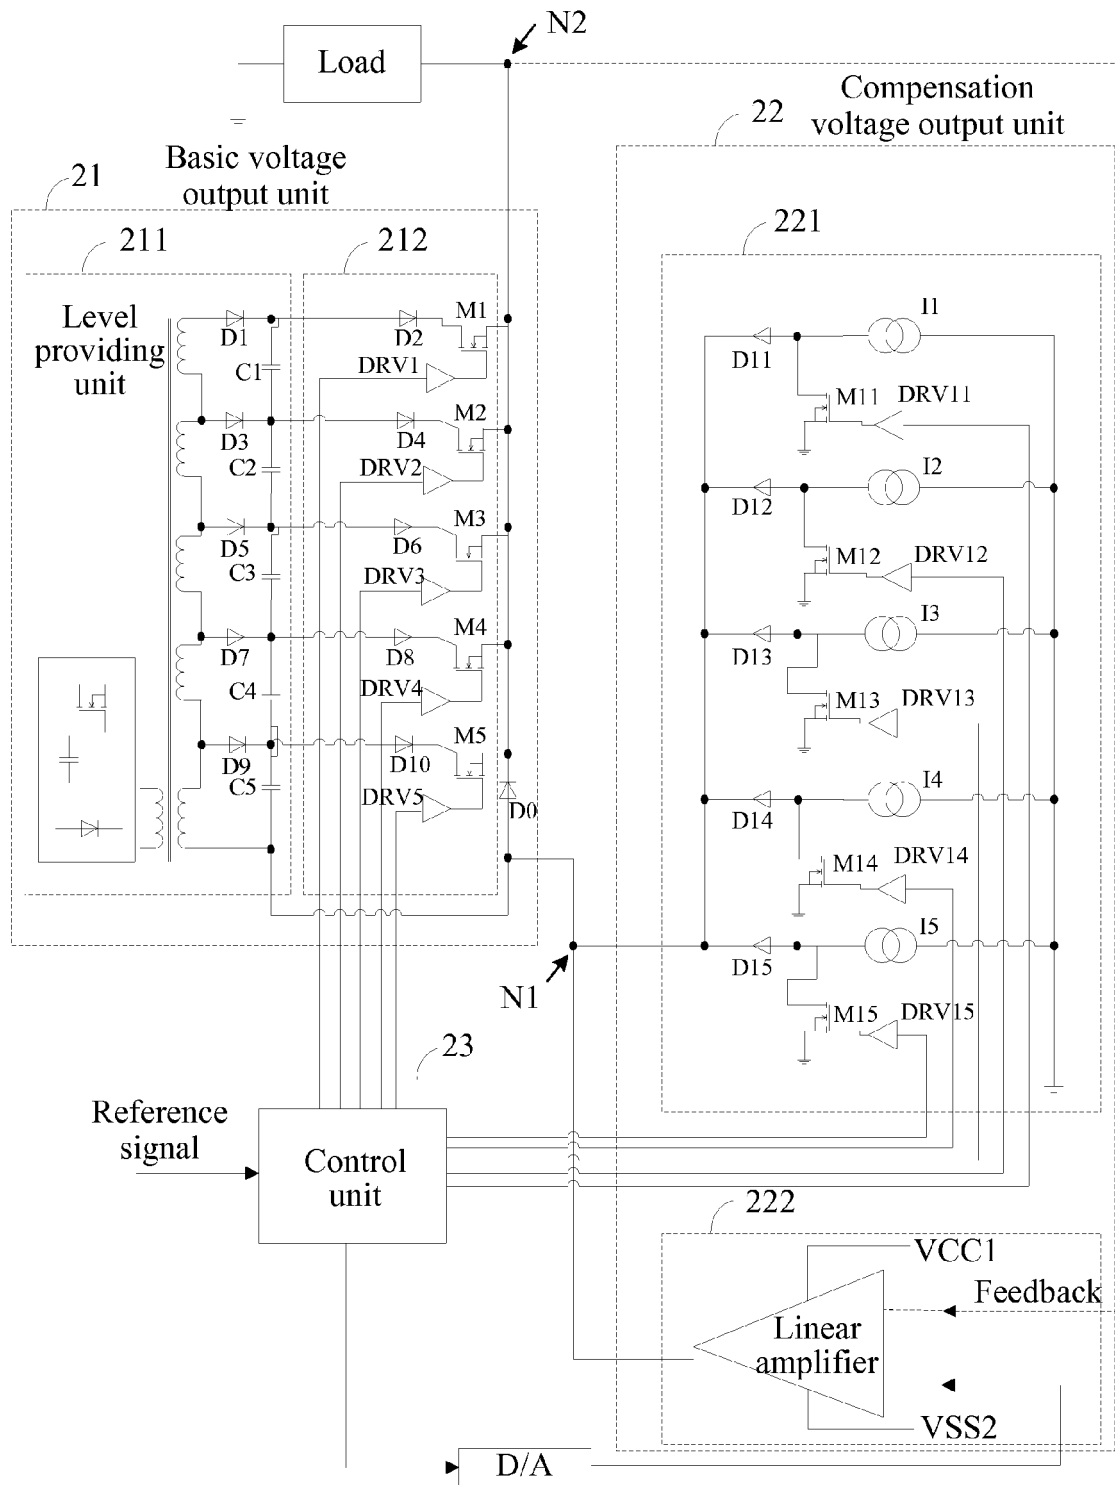 N2
Load
Compensation
voltage output unit
22
Basic voltage
output unit
21
221
211
212
Level
providing
unit
D1
C1
D2
M1
DRV1
D3
C2
D4
M2
DRV2
D5
C3
D6
M3
DRV3
D7
C4
D8
M4
DRV4
D9
C5
D10
M5
DRV5
D0
I1
D11
M11
DRV11
I2
D12
M12
DRV12
I3
D13
M13
DRV13
I4
D14
M14
DRV14
I5
D15
M15
DRV15
N1
23
Reference
signal
Control
unit
222
VCC1
Feedback
Linear
amplifier
VSS2
D/A